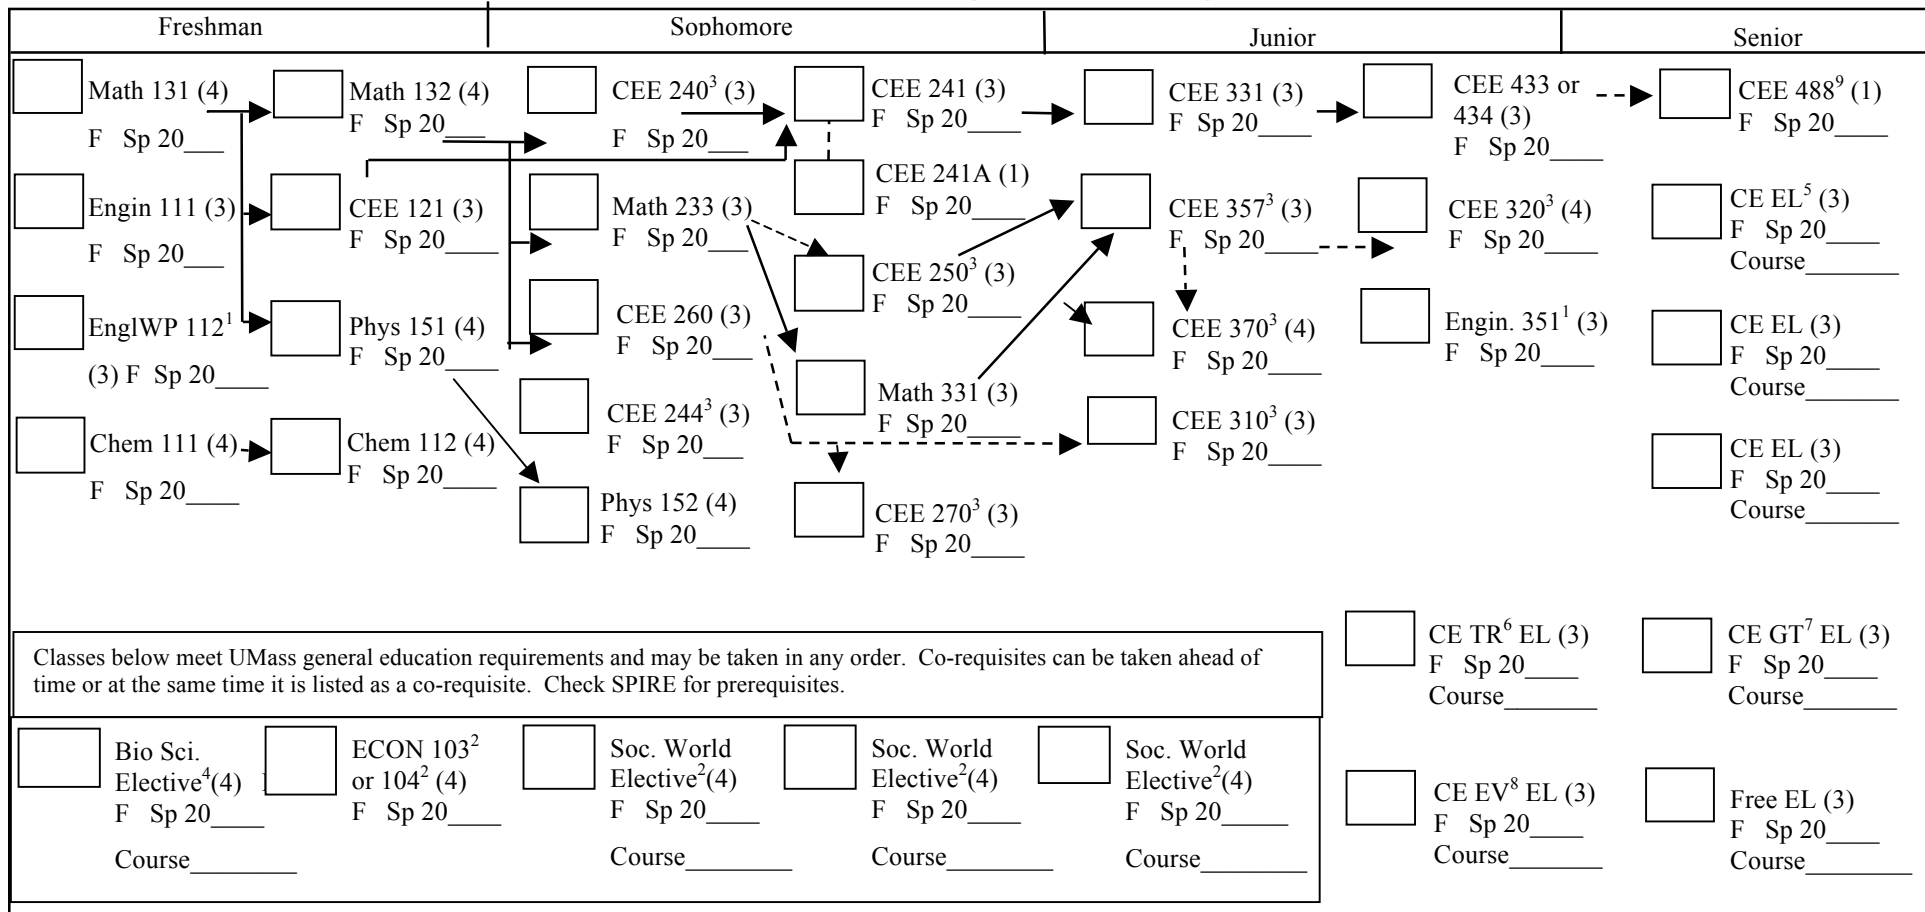 Freshman
Sophomore
Junior
Senior
Math 131 (4)
F Sp 20___
Engin 111 (3)
F Sp 20___
EnglWP 112¹
(3) F Sp 20____
Chem 111 (4)
F Sp 20____
Math 132 (4)
F Sp 20___
CEE 121 (3)
F Sp 20____
Phys 151 (4)
F Sp 20____
Chem 112 (4)
F Sp 20____
CEE 240³ (3)
F Sp 20___
Math 233 (3)
F Sp 20___
CEE 260 (3)
F Sp 20___
CEE 244³ (3)
F Sp 20___
Phys 152 (4)
F Sp 20____
CEE 241 (3)
F Sp 20____
CEE 241A (1)
F Sp 20____
CEE 250³ (3)
F Sp 20____
Math 331 (3)
F Sp 20____
CEE 270³ (3)
F Sp 20____
CEE 331 (3)
F Sp 20____
CEE 357³ (3)
F Sp 20____
CEE 370³ (4)
F Sp 20____
CEE 310³ (3)
F Sp 20____
CEE 433 or
434 (3)
F Sp 20____
CEE 320³ (4)
F Sp 20____
Engin. 351¹ (3)
F Sp 20____
CEE 488⁹ (1)
F Sp 20____
CE EL⁵ (3)
F Sp 20____
Course_______
CE EL (3)
F Sp 20____
Course_______
CE EL (3)
F Sp 20____
Course_______
CE TR⁶ EL (3)
F Sp 20____
Course_______
CE GT⁷ EL (3)
F Sp 20____
Course_______
CE EV⁸ EL (3)
F Sp 20____
Course________
Free EL (3)
F Sp 20____
Course________
Classes below meet UMass general education requirements and may be taken in any order. Co-requisites can be taken ahead of
time or at the same time it is listed as a co-requisite. Check SPIRE for prerequisites.
Bio Sci.
Elective⁴(4)
F Sp 20____
Course________
ECON 103²
or 104² (4)
F Sp 20____
Soc. World
Elective²(4)
F Sp 20____
Course________
Soc. World
Elective²(4)
F Sp 20____
Course________
Soc. World
Elective²(4)
F Sp 20_____
Course________